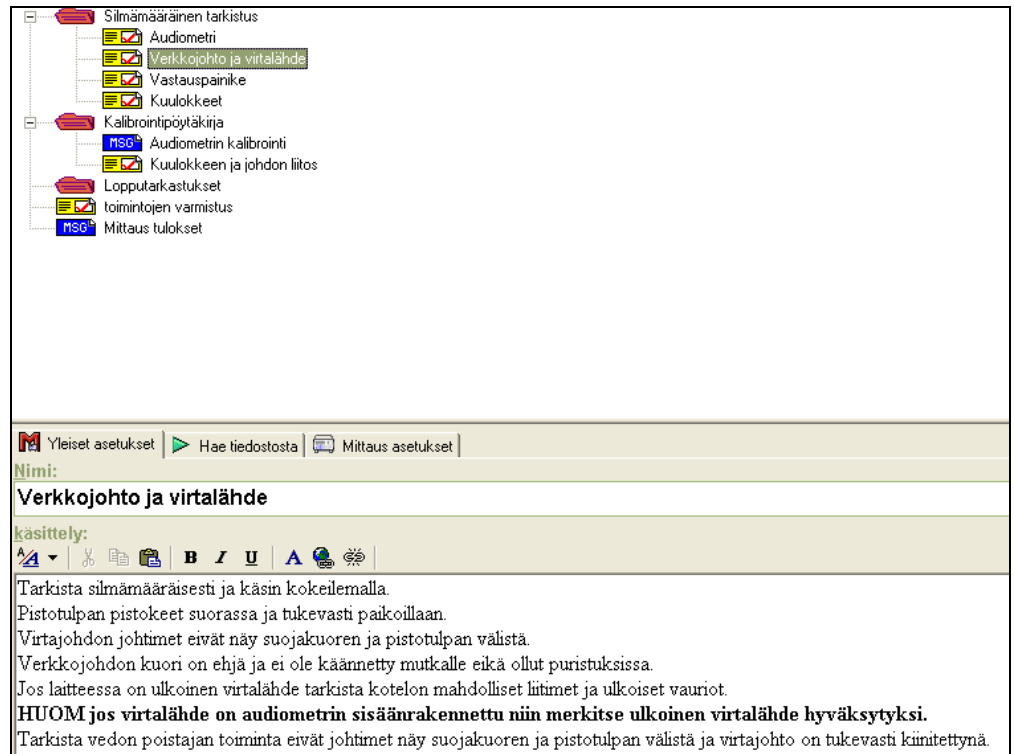 Silmämääräinen tarkistus
Audiometri
Verkkojohto ja virtalähde
Vastauspainike
Kuulokkeet
Kalibrointipöytäkirja
MSG Audiometrin kalibrointi
Kuulokkeen ja johdon liitos
Lopputarkastukset
toimintojen varmistus
MSG Mittaus tulokset
Yleiset asetukset Hae tiedostosta Mittaus asetukset
Nimi:
Verkkojohto ja virtalähde
käsittely:
A/A B I U A
Tarkista silmämääräisesti ja käsin kokeilemalla.
Pistotulpan pistokeet suorassa ja tukevasti paikoillaan.
Virtajohdon johtimet eivät näy suojakuoren ja pistotulpan välistä.
Verkkojohdon kuori on ehjä ja ei ole käännetty mutkalle eikä ollut puristuksissa.
Jos laitteessa on ulkoinen virtalähde tarkista kotelon mahdolliset liitimet ja ulkoiset vauriot.
HUOM jos virtalähde on audiometrin sisäänrakennettu niin merkitse ulkoinen virtalähde hyväksytyksi.
Tarkista vedon poistajan toiminta eivät johtimet näy suojakuoren ja pistotulpan välistä ja virtajohto on tukevasti kiinitettynä.